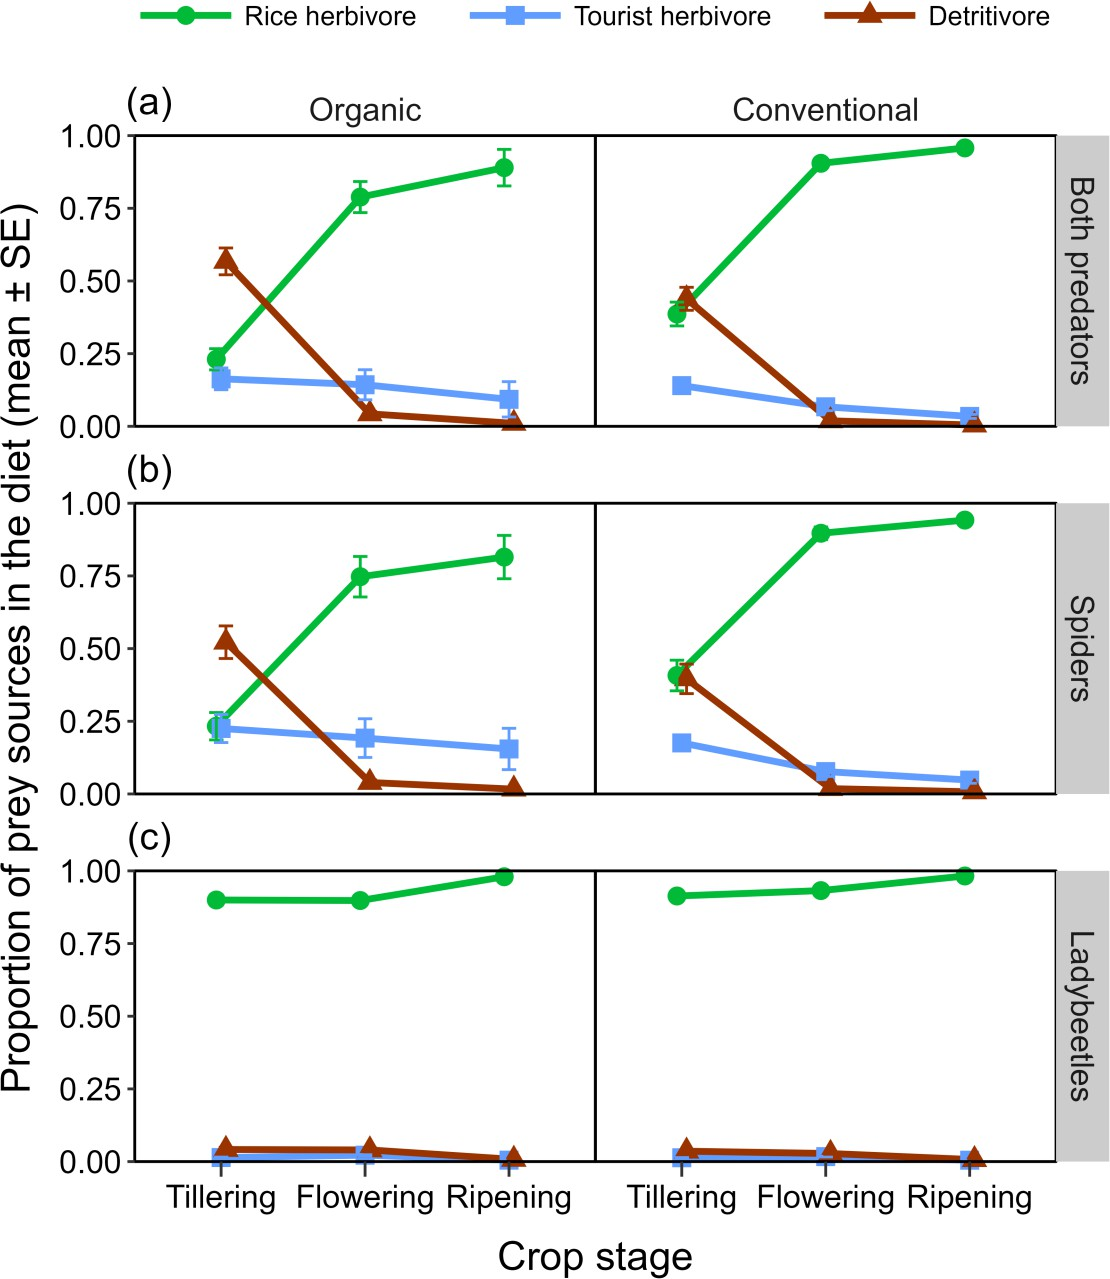 Rice herbivore Tourist herbivore Detritivore
(a)
Organic Conventional
1.00
0.75
0.50
0.25
0.00
Both predators
(b)
1.00
0.75
0.50
0.25
0.00
Spiders
(c)
1.00
0.75
0.50
0.25
0.00
Ladybeetles
Tillering Flowering Ripening Tillering Flowering Ripening
Crop stage
Proportion of prey sources in the diet (mean ± SE)